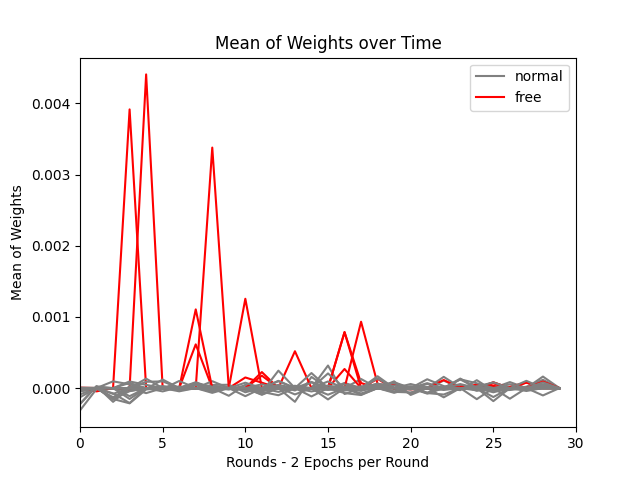 Mean of Weights over Time
normal
free
Mean of Weights
0.004
0.003
0.002
0.001
0.000
0 5 10 15 20 25 30
Rounds - 2 Epochs per Round